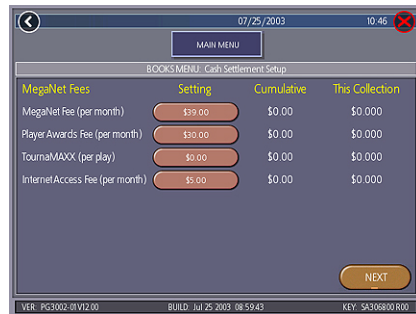 07/25/2003 10:46
MAIN MENU
BOOKS MENU: Cash Settlement Setup
MegaNet Fees Setting Cumulative This Collection
MegaNet Fee (per month) $39.00 $0.00 $0.000
Player Awards Fee (per month) $30.00 $0.00 $0.000
TournaMAXX (per play) $0.00 $0.00 $0.000
Internet Access Fee (per month) $5.00 $0.00 $0.000
NEXT
VER: PG3002-01V12.00 BUILD: Jul 25 2003 08:59:43 KEY: SA306800 R00